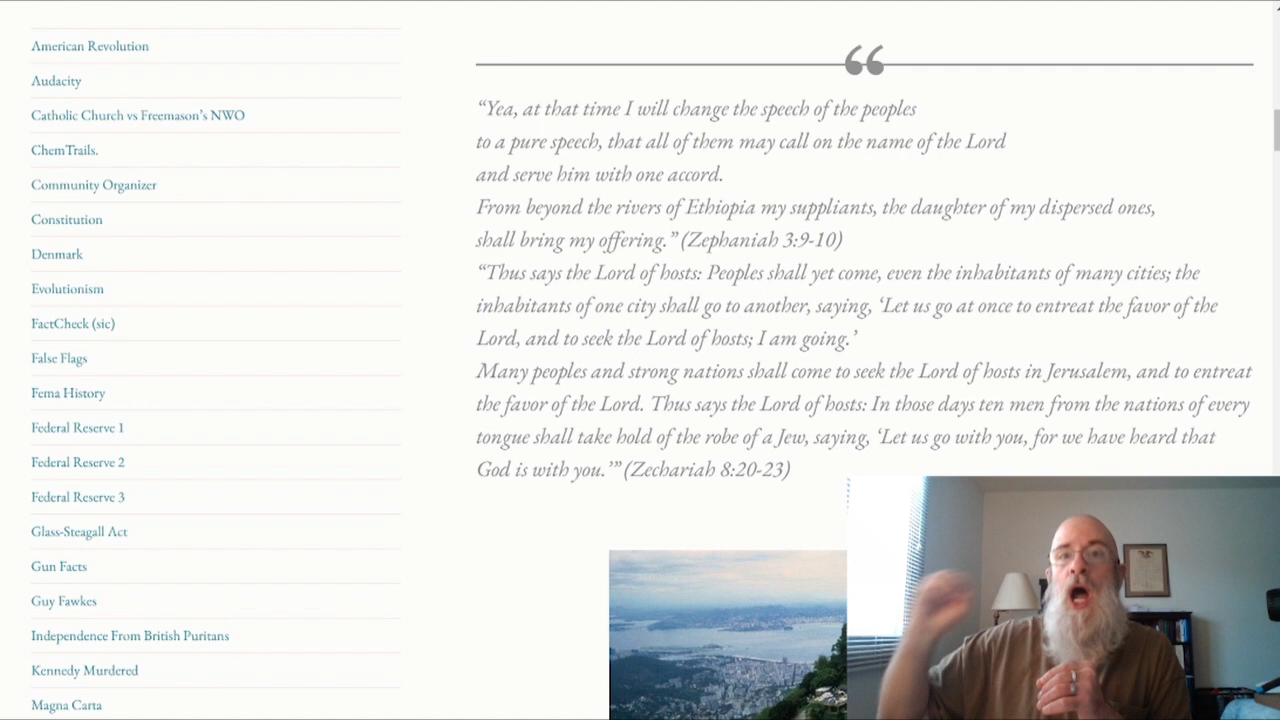 American Revolution
Audacity
Catholic Church vs Freemason's NWO
ChemTrails.
Community Organizer
Constitution
Denmark
Evolutionism
FactCheck (sic)
False Flags
Fema History
Federal Reserve 1
Federal Reserve 2
Federal Reserve 3
Glass-Steagall Act
Gun Facts
Guy Fawkes
Independence From British Puritans
Kennedy Murdered
Magna Carta
“
“Yea, at that time I will change the speech of the peoples
to a pure speech, that all of them may call on the name of the Lord
and serve him with one accord.
From beyond the rivers of Ethiopia my suppliants, the daughter of my dispersed ones,
shall bring my offering.” (Zephaniah 3:9-10)
“Thus says the Lord of hosts: Peoples shall yet come, even the inhabitants of many cities; the
inhabitants of one city shall go to another, saying, ‘Let us go at once to entreat the favor of the
Lord, and to seek the Lord of hosts; I am going.’
Many peoples and strong nations shall come to seek the Lord of hosts in Jerusalem, and to entreat
the favor of the Lord. Thus says the Lord of hosts: In those days ten men from the nations of every
tongue shall take hold of the robe of a Jew, saying, ‘Let us go with you, for we have heard that
God is with you.’” (Zechariah 8:20-23)